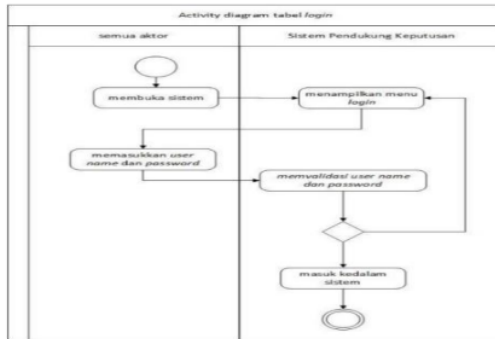 Activity diagram tabel login
semua aktor
Sistem Pendukung Keputusan
membuka sistem
menampilkan menu
login
memasukkan user
name dan password
memvalidasi user name
dan password
masuk kedalam
sistem